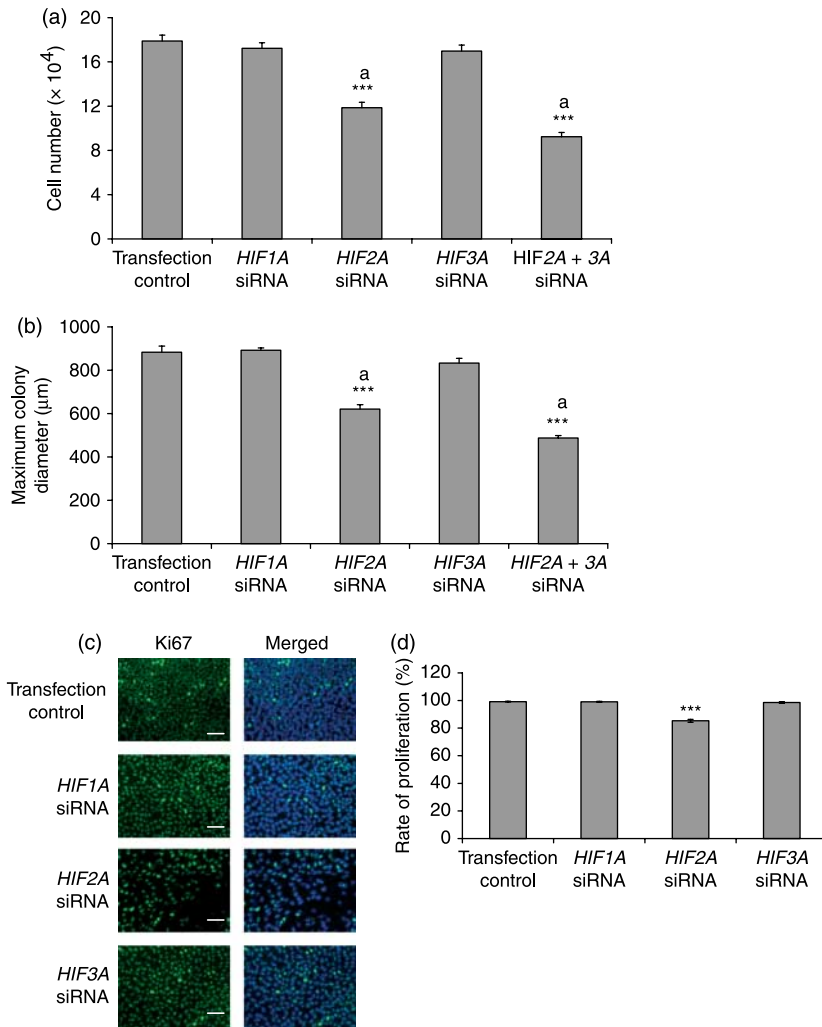 (a)
Cell number (× 10⁴)
20
16
12
8
4
0
a
***
a
***
Transfection control
HIF1A siRNA
HIF2A siRNA
HIF3A siRNA
HIF2A + 3A siRNA
(b)
Maximum colony diameter (μm)
1000
800
600
400
200
0
a
***
a
***
Transfection control
HIF1A siRNA
HIF2A siRNA
HIF3A siRNA
HIF2A + 3A siRNA
(c)
Ki67
Merged
Transfection control
HIF1A siRNA
HIF2A siRNA
HIF3A siRNA
(d)
Rate of proliferation (%)
120
100
80
60
40
20
0
***
Transfection control
HIF1A siRNA
HIF2A siRNA
HIF3A siRNA